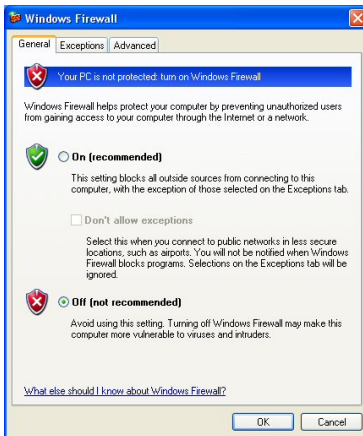 Windows Firewall
General Exceptions Advanced
Your PC is not protected: turn on Windows Firewall
Windows Firewall helps protect your computer by preventing unauthorized users
from gaining access to your computer through the Internet or a network.
On (recommended)
This setting blocks all outside sources from connecting to this
computer, with the exception of those selected on the Exceptions tab.
Don't allow exceptions
Select this when you connect to public networks in less secure
locations, such as airports. You will not be notified when Windows
Firewall blocks programs. Selections on the Exceptions tab will be
ignored.
Off (not recommended)
Avoid using this setting. Turning off Windows Firewall may make this
computer more vulnerable to viruses and intruders.
What else should I know about Windows Firewall?
OK Cancel